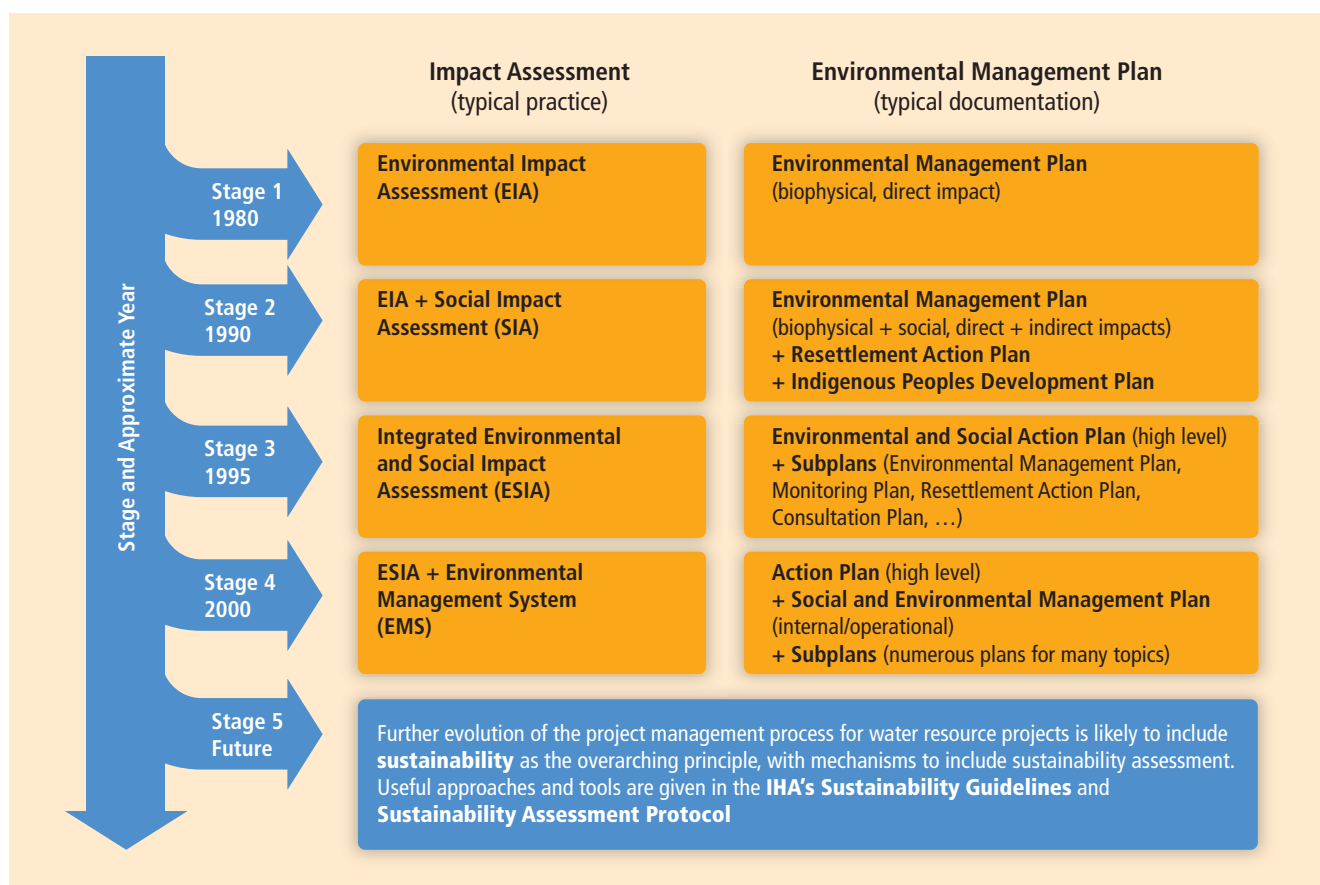 Impact Assessment
(typical practice)
Environmental Management Plan
(typical documentation)
Stage and Approximate Year
Stage 1
1980
Environmental Impact
Assessment (EIA)
Environmental Management Plan
(biophysical, direct impact)
Stage 2
1990
EIA + Social Impact
Assessment (SIA)
Environmental Management Plan
(biophysical + social, direct + indirect impacts)
+ Resettlement Action Plan
+ Indigenous Peoples Development Plan
Stage 3
1995
Integrated Environmental
and Social Impact
Assessment (ESIA)
Environmental and Social Action Plan (high level)
+ Subplans (Environmental Management Plan,
Monitoring Plan, Resettlement Action Plan,
Consultation Plan, …)
Stage 4
2000
ESIA + Environmental
Management System
(EMS)
Action Plan (high level)
+ Social and Environmental Management Plan
(internal/operational)
+ Subplans (numerous plans for many topics)
Stage 5
Future
Further evolution of the project management process for water resource projects is likely to include
sustainability as the overarching principle, with mechanisms to include sustainability assessment.
Useful approaches and tools are given in the IHA's Sustainability Guidelines and
Sustainability Assessment Protocol